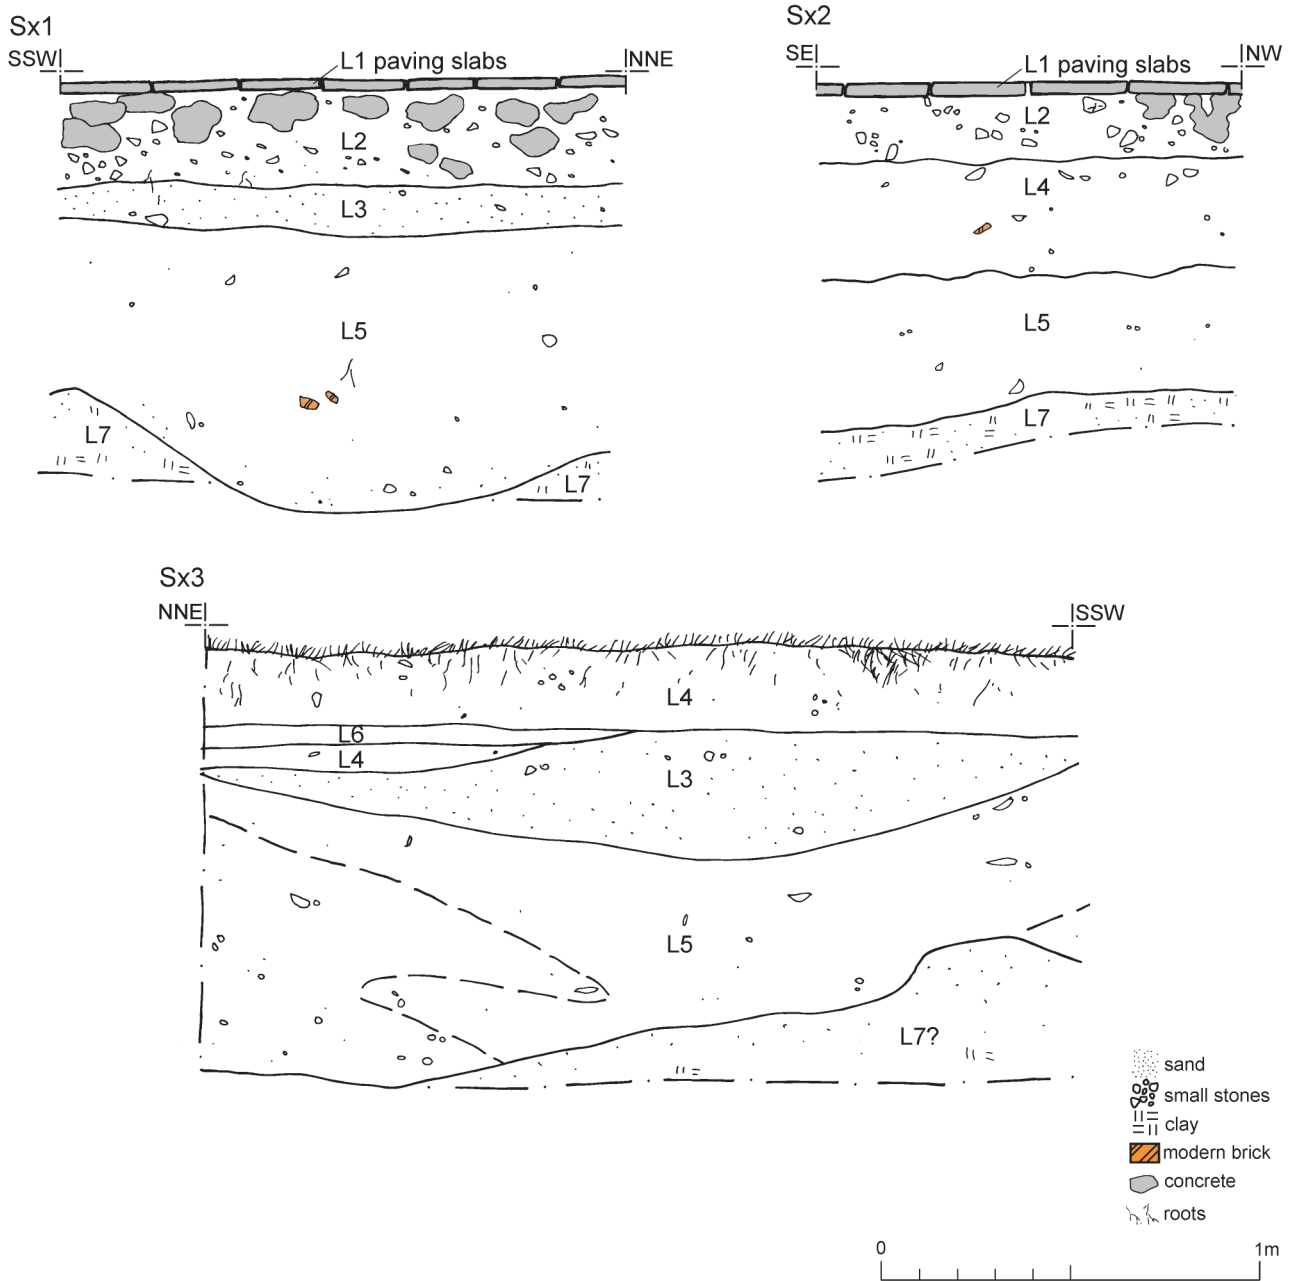 Sx1
SSW
L1 paving slabs
NNE
L2
L3
L5
L7
L7
Sx2
SE
L1 paving slabs
NW
L2
L4
L5
L7
Sx3
NNE
SSW
L4
L6
L4
L3
L5
L7?
sand
small stones
clay
modern brick
concrete
roots
0 1m